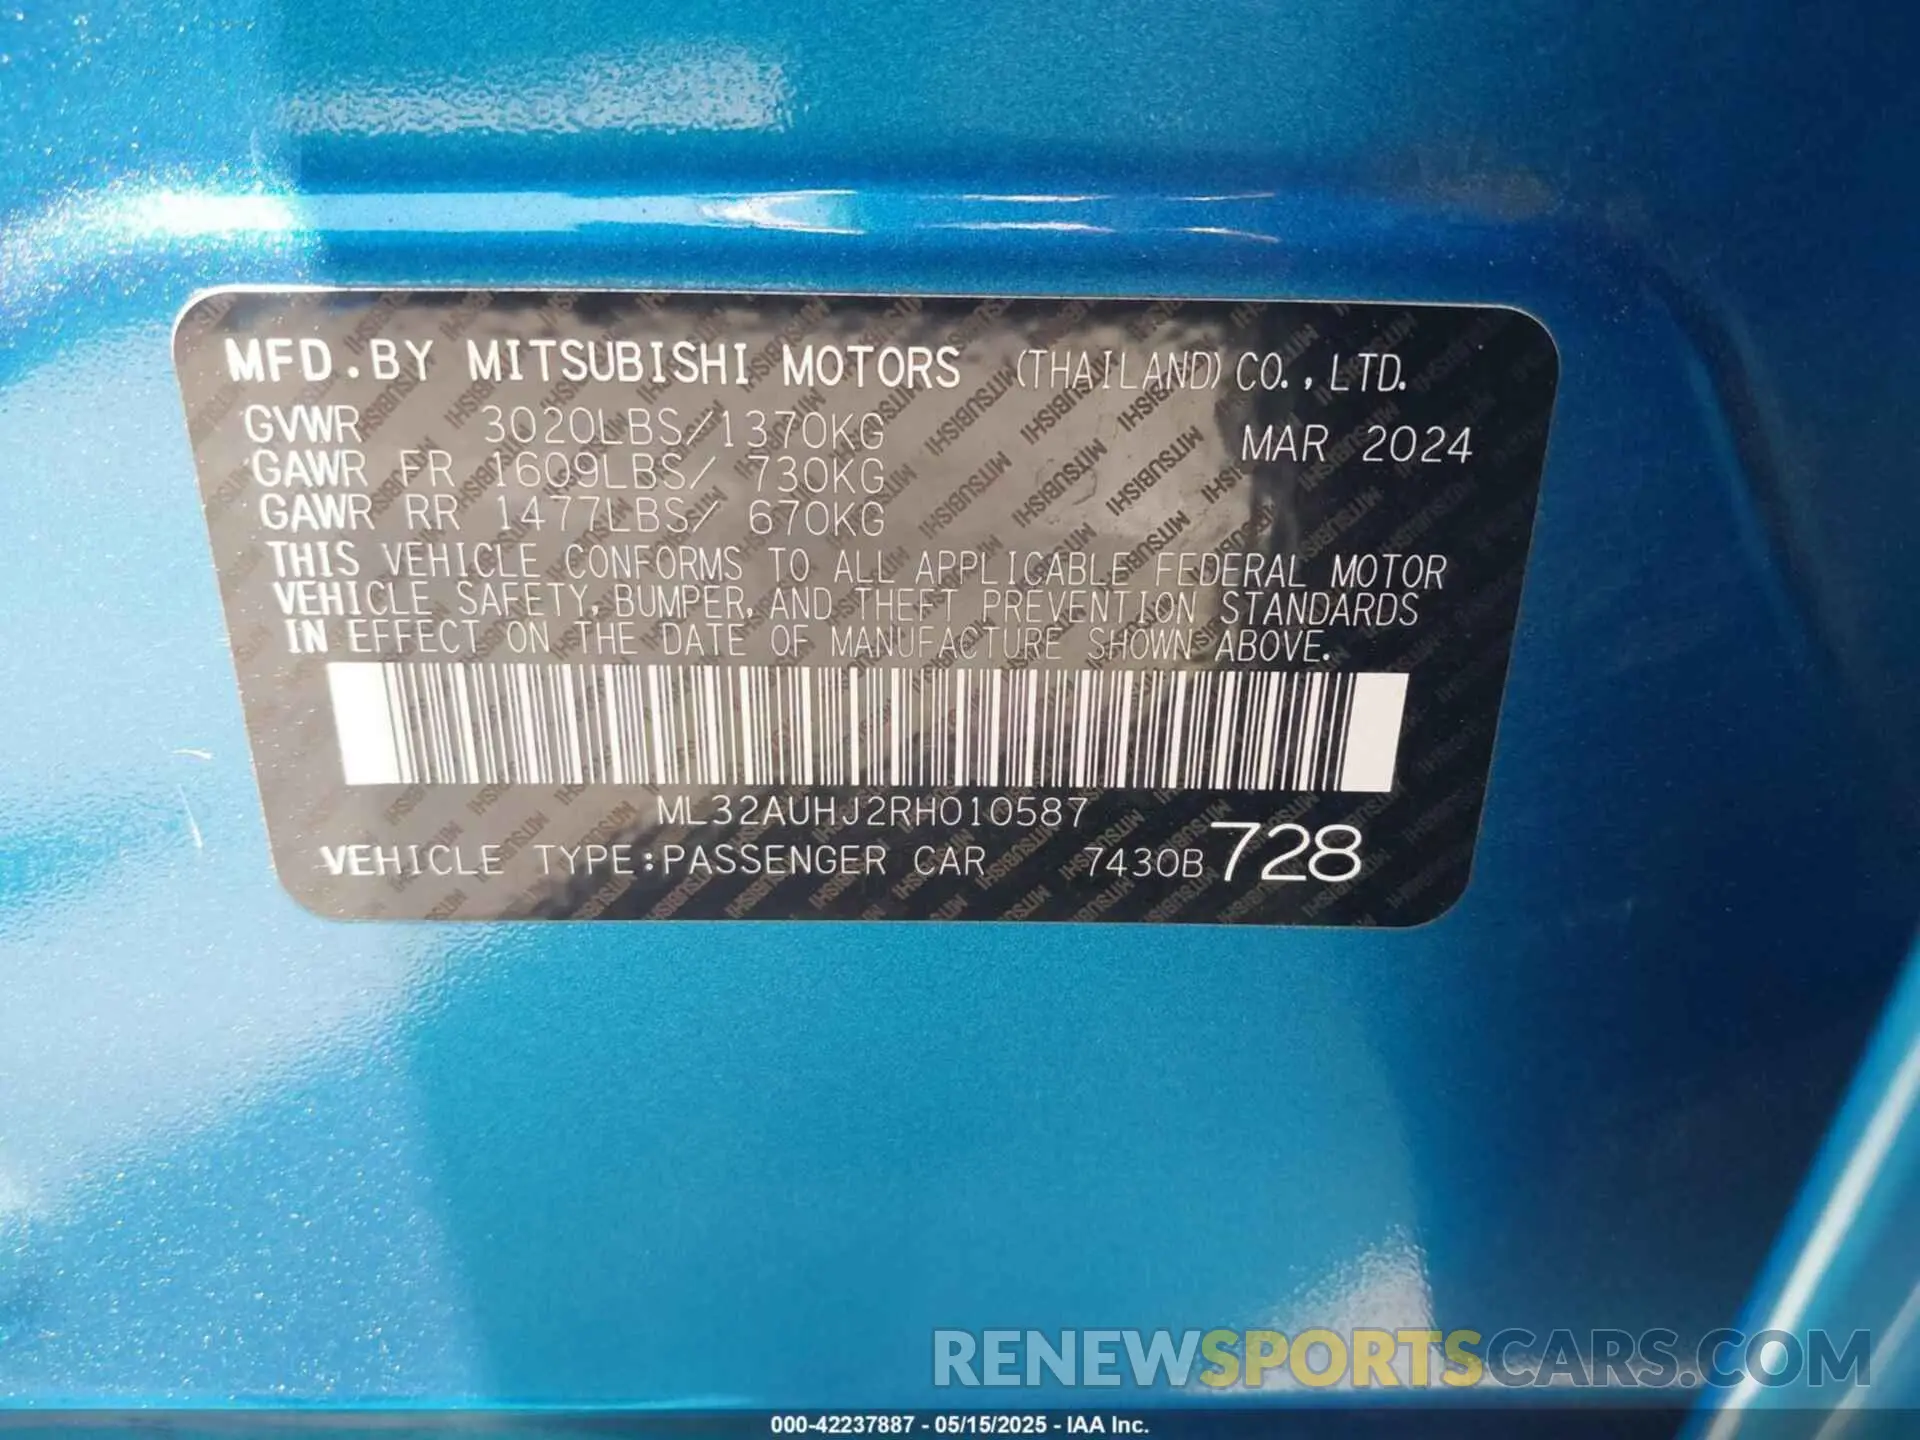 MFD.BY MITSUBISHI MOTORS (THAILAND) CO.,LTD.
GVWR 3020LBS/1370KG MAR 2024
GAWR FR 1609LBS/ 730KG
GAWR RR 1477LBS/ 670KG
THIS VEHICLE CONFORMS TO ALL APPLICABLE FEDERAL MOTOR
VEHICLE SAFETY, BUMPER, AND THEFT PREVENTION STANDARDS
IN EFFECT ON THE DATE OF MANUFACTURE SHOWN ABOVE.
ML32AUHJ2RH010587
VEHICLE TYPE:PASSENGER CAR 7430B 728
RENEWSPORTSCARS.COM
000-42237887 - 05/15/2025 - IAA Inc.